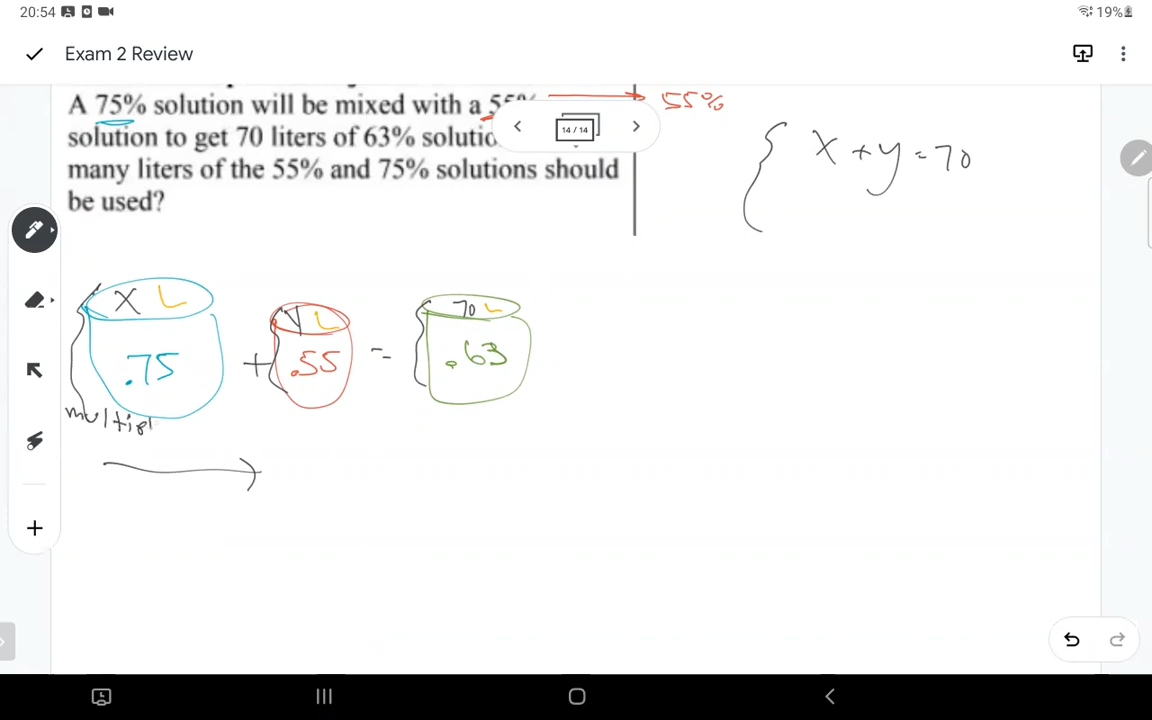 20:54
19%
Exam 2 Review
A 75% solution will be mixed with a 55%
55%
solution to get 70 liters of 63%
14 / 14
many liters of the 55% and 75% solutions should
be used?
x + y = 70
X L
Y L
70 L
.75 + .55 = .63
multipl